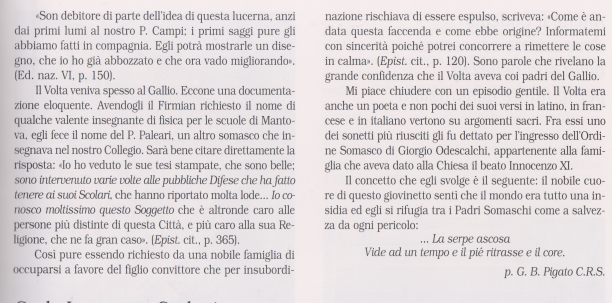 «Son debitore di parte dell'idea di questa lucerna, anzi
dai primi lumi al nostro P. Campi; i primi saggi pure gli
abbiamo fatti in compagnia. Egli potrà mostrarle un dise-
gno, che io ho già abbozzato e che ora vado migliorando».
(Ed. naz. VI, p. 150).
Il Volta veniva spesso al Gallio. Eccone una documenta-
zione eloquente. Avendogli il Firmian richiesto il nome di
qualche valente insegnante di fisica per le scuole di Manto-
va, egli fece il nome del P. Paleari, un altro somasco che in-
segnava nel nostro Collegio. Sarà bene citare direttamente la
risposta: «Io ho veduto le sue tesi stampate, che sono belle;
sono intervenuto varie volte alle pubbliche Difese che ha fatto
tenere ai suoi Scolari, che hanno riportato molta lode... Io co-
nosco moltissimo questo Soggetto che è altronde caro alle
persone più distinte di questa Città, e più caro alla sua Re-
ligione, che ne fa gran caso». (Epist. cit., p. 365).
Così pure essendo richiesto da una nobile famiglia di
occuparsi a favore del figlio convittore che per insubordi-
nazione rischiava di essere espulso, scriveva: «Come è an-
data questa faccenda e come ebbe origine? Informatemi
con sincerità poiché potrei concorrere a rimettere le cose
in calma». (Epist. cit., p. 120). Sono parole che rivelano la
grande confidenza che il Volta aveva coi padri del Gallio.
Mi piace chiudere con un episodio gentile. Il Volta era
anche un poeta e non pochi dei suoi versi in latino, in fran-
cese e in italiano vertono su argomenti sacri. Fra essi uno
dei sonetti più riusciti gli fu dettato per l'ingresso dell'Ordi-
ne Somasco di Giorgio Odescalchi, appartenente alla fami-
glia che aveva dato alla Chiesa il beato Innocenzo XI.
Il concetto che egli svolge è il seguente: il nobile cuo-
re di questo giovinetto sentì che il mondo era tutto una in-
sidia ed egli si rifugia tra i Padri Somaschi come a salvez-
za da ogni pericolo:
... La serpe ascosa
Vide ad un tempo e il piè ritrasse e il core.
p. G. B. Pigato C.R.S.